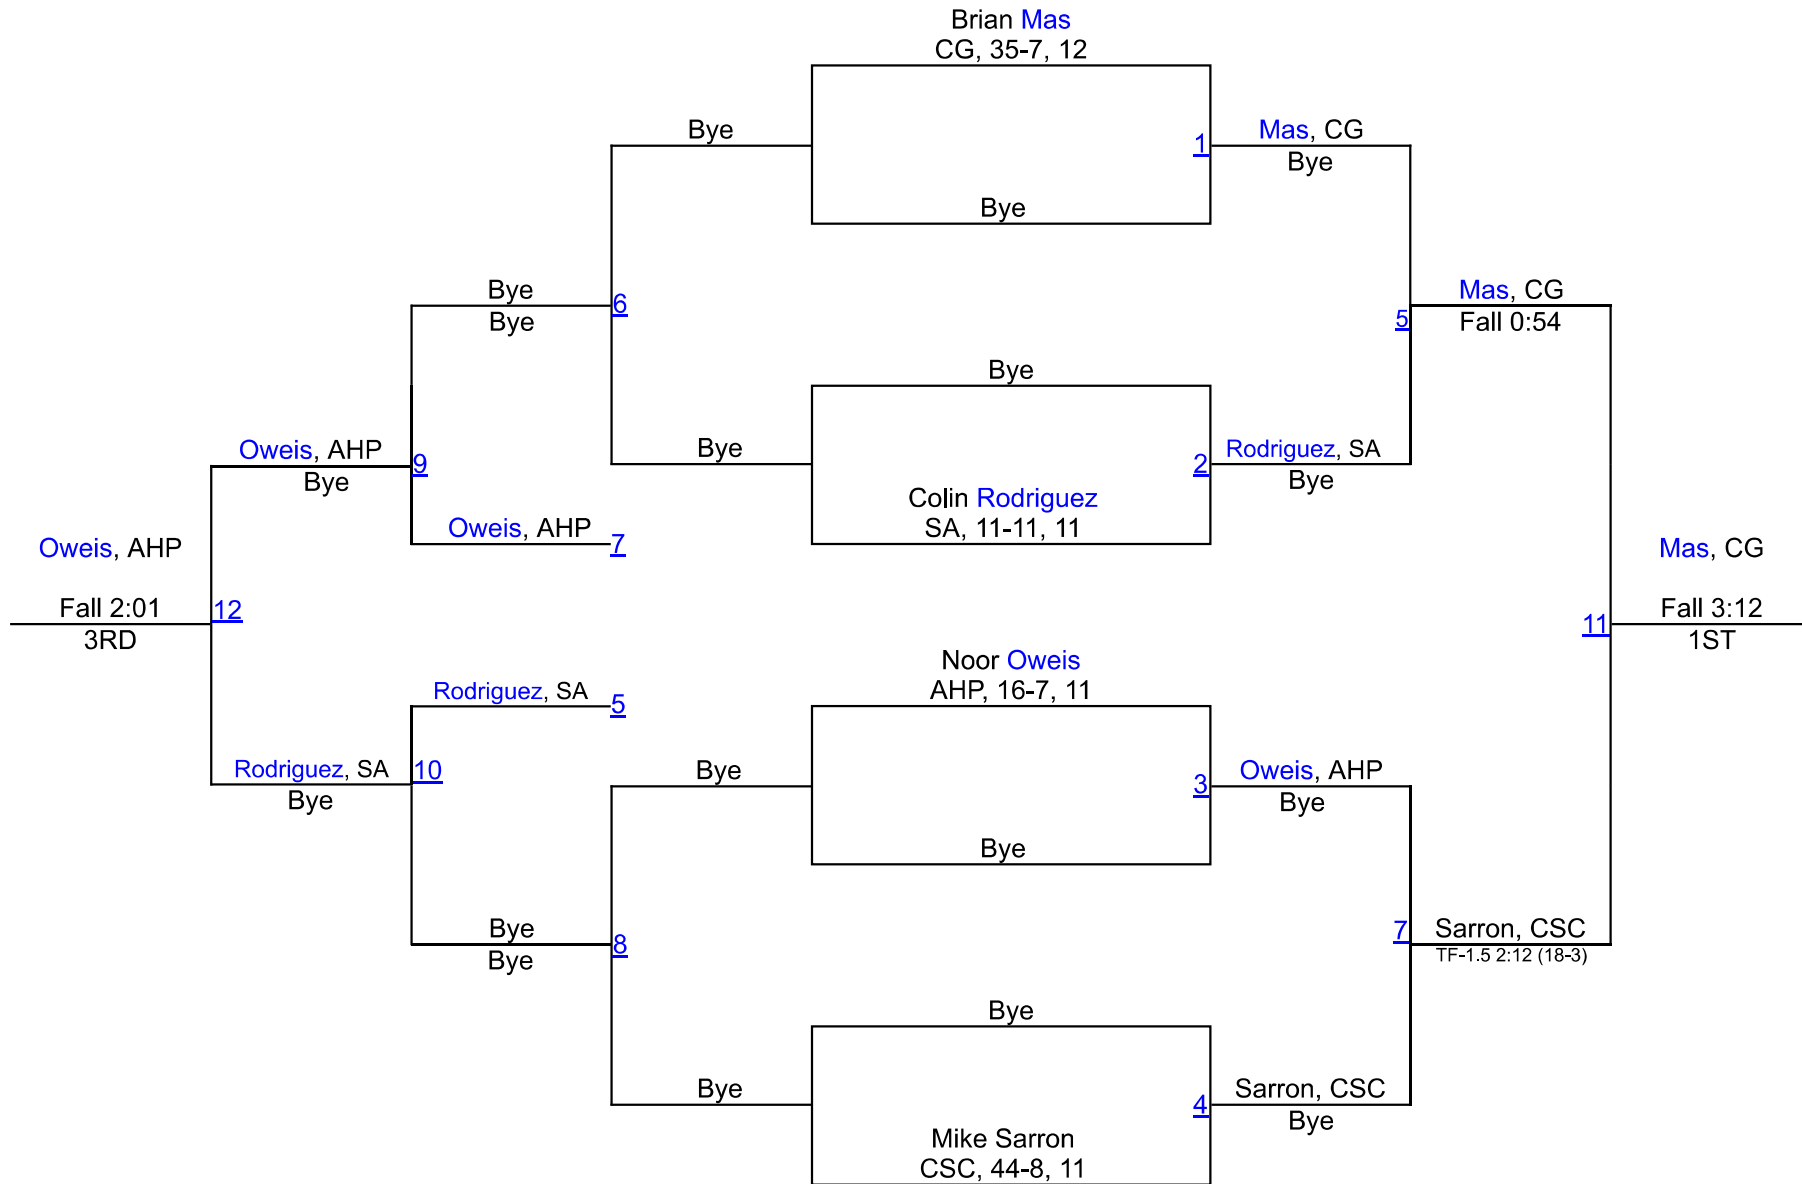 Brian Mas
CG, 35-7, 12
Bye
1
Mas, CG
Bye
Bye
Bye
Bye
6
Mas, CG
5
Fall 0:54
Bye
Oweis, AHP
9
Bye
Bye
2
Rodriguez, SA
Bye
Colin Rodriguez
SA, 11-11, 11
Oweis, AHP
7
Oweis, AHP
Mas, CG
Fall 2:01
12
3RD
Fall 3:12
11
1ST
Noor Oweis
AHP, 16-7, 11
Rodriguez, SA
5
Rodriguez, SA
10
Bye
Bye
3
Oweis, AHP
Bye
Bye
Bye
8
Bye
7
Sarron, CSC
TF-1.5 2:12 (18-3)
Bye
Bye
4
Sarron, CSC
Bye
Mike Sarron
CSC, 44-8, 11